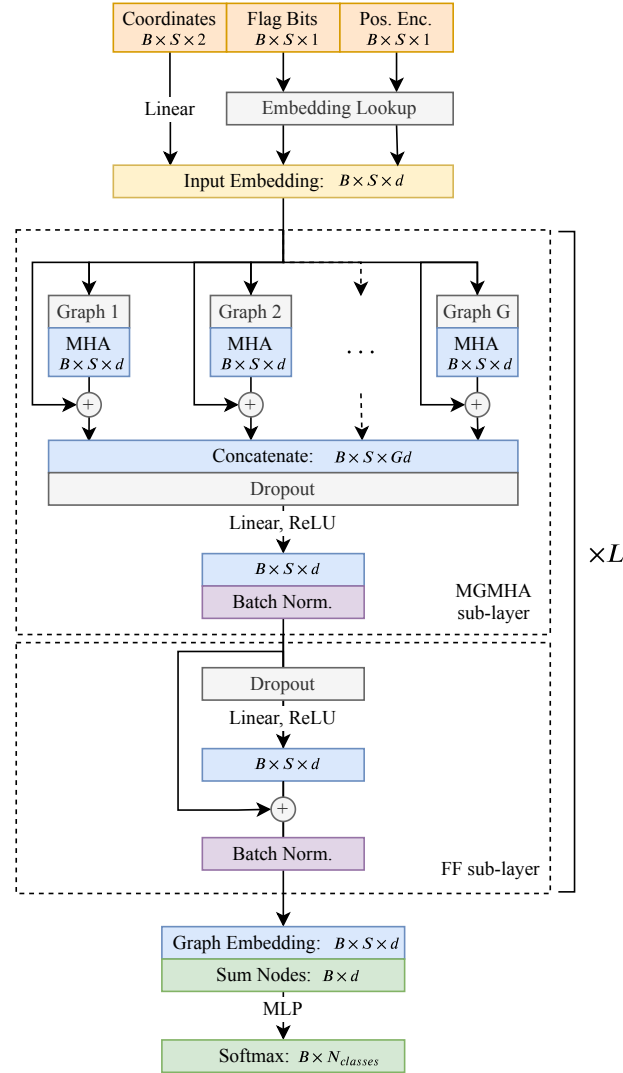 Coordinates Flag Bits Pos. Enc.
B × S × 2 B × S × 1 B × S × 1
Linear Embedding Lookup
Input Embedding: B × S × d
Graph 1 Graph 2 Graph G
MHA MHA MHA
B × S × d B × S × d . . . B × S × d
+ + +
Concatenate: B × S × Gd
Dropout
Linear, ReLU
B × S × d
Batch Norm.
MGMHA
sub-layer
×L
Dropout
Linear, ReLU
B × S × d
+
Batch Norm.
FF sub-layer
Graph Embedding: B × S × d
Sum Nodes: B × d
MLP
Softmax: B × N_classes